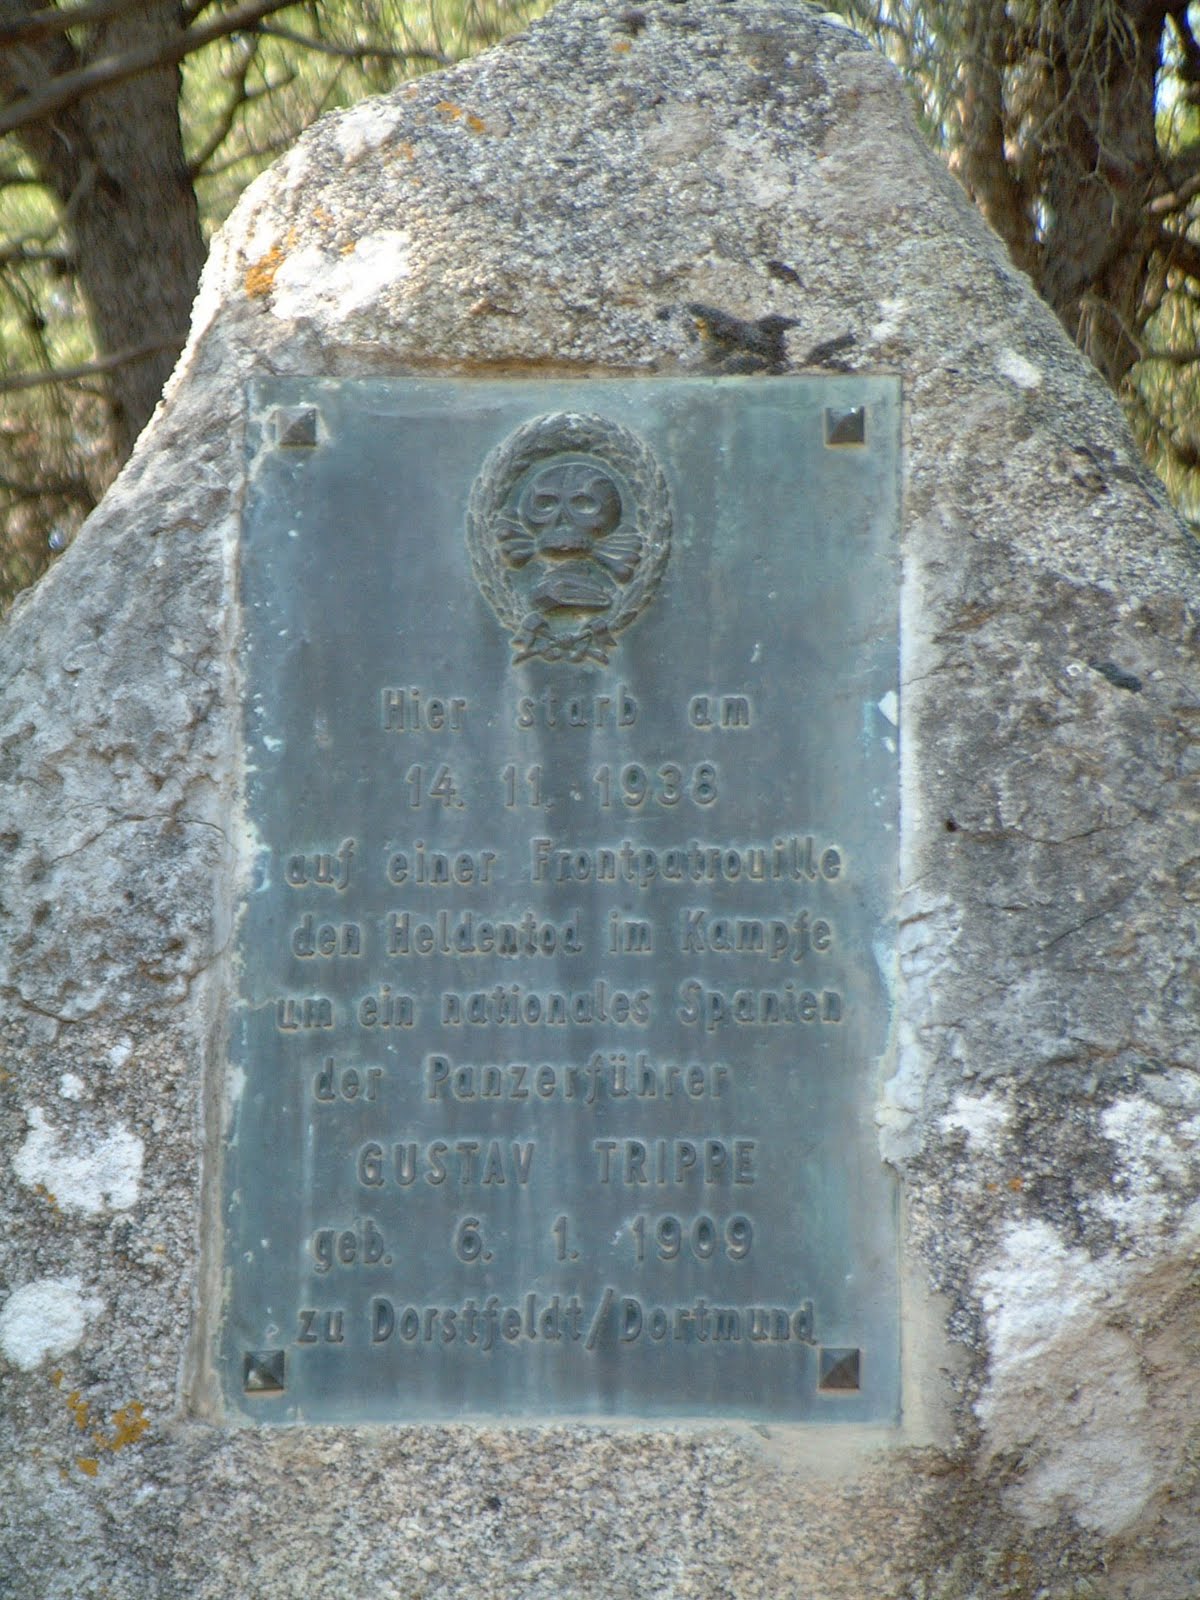 Hier starb am
14. 11. 1938
auf einer Frontpatrouille
den Heldentod im Kampfe
um ein nationales Spanien
der Panzerführer
GUSTAV TRIPPE
geb. 6. 1. 1909
zu Dorstfeldt/Dortmund